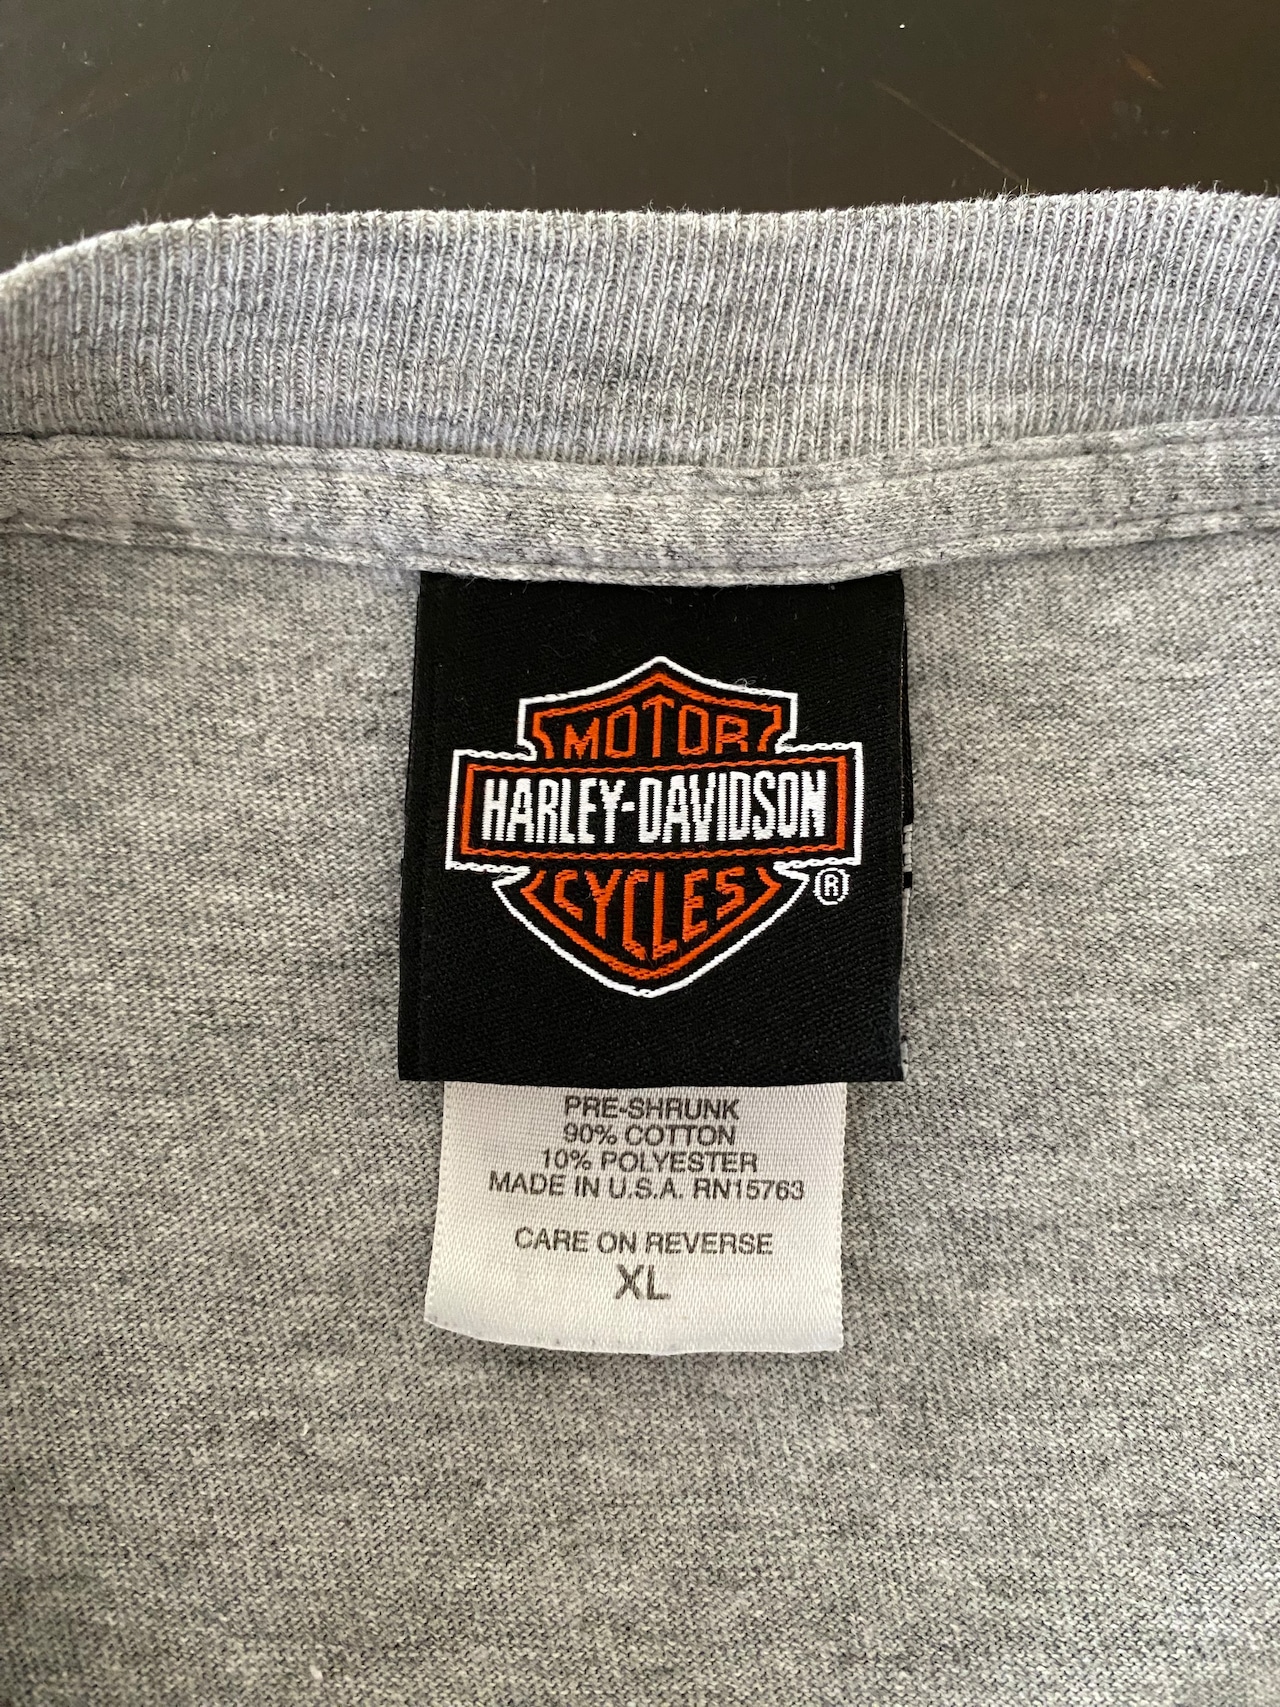 MOTOR
HARLEY-DAVIDSON
CYCLES
®
PRE-SHRUNK
90% COTTON
10% POLYESTER
MADE IN U.S.A. RN15763
CARE ON REVERSE
XL